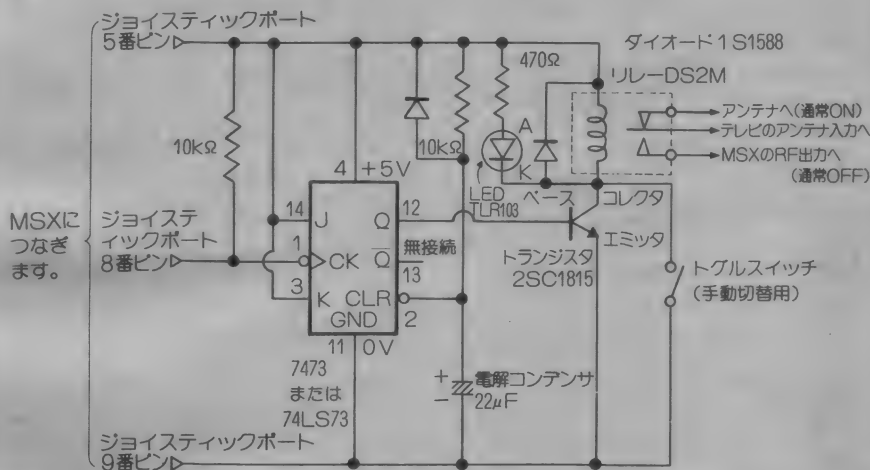 ジョイスティックポート
5番ピン
ダイオード 1S1588
470Ω
リレーDS2M
アンテナへ(通常ON)
テレビのアンテナ入力へ
MSXのRF出力へ
(通常OFF)
10kΩ
10kΩ
A
K
LED
TLR103
4 +5V
MSXに
つなぎ
ます。
ジョイステ
ィックポート
8番ピン
14 J Q 12
1 CK Q 無接続
13
3 K CLR
2
GND
11 0V
ベース
コレクタ
エミッタ
トランジスタ
2SC1815
トグルスイッチ
(手動切替用)
7473
または
74LS73
+
−
電解コンデンサ
22μF
ジョイスティックポート
9番ピン